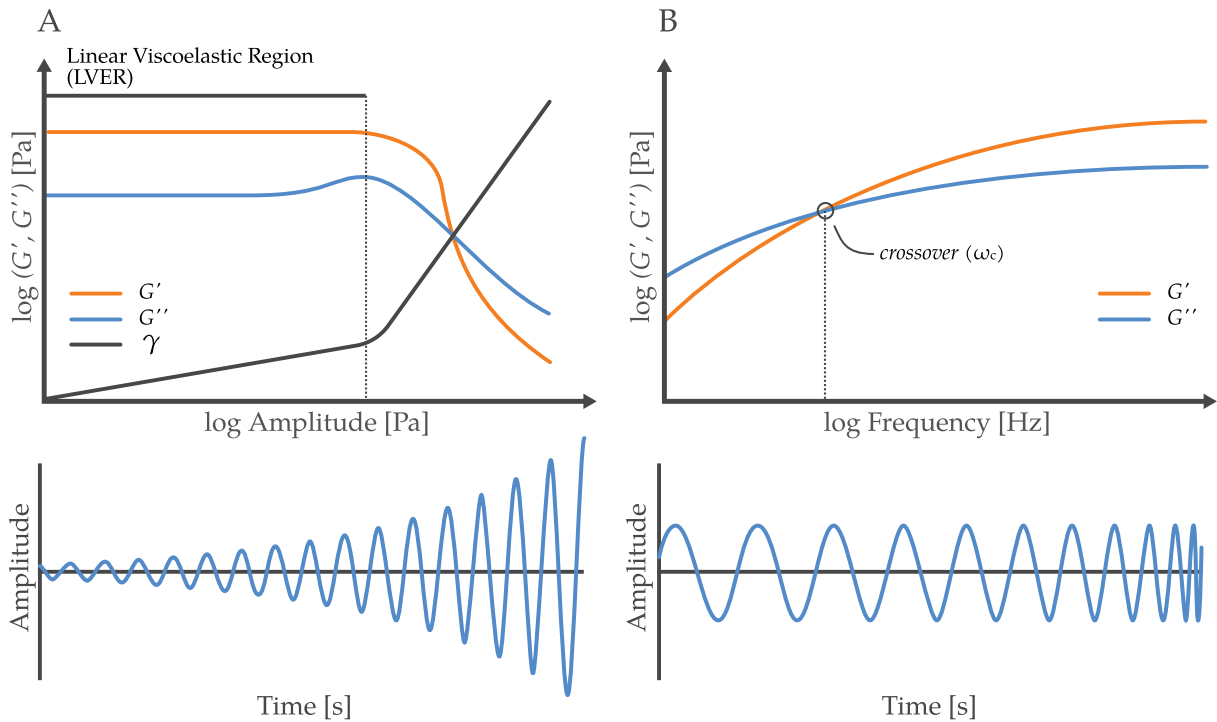 A
Linear Viscoelastic Region
(LVER)
log (G′, G′′) [Pa]
G′
G′′
γ
log Amplitude [Pa]
Amplitude
Time [s]
B
log (G′, G′′) [Pa]
crossover (ωc)
G′
G′′
log Frequency [Hz]
Amplitude
Time [s]